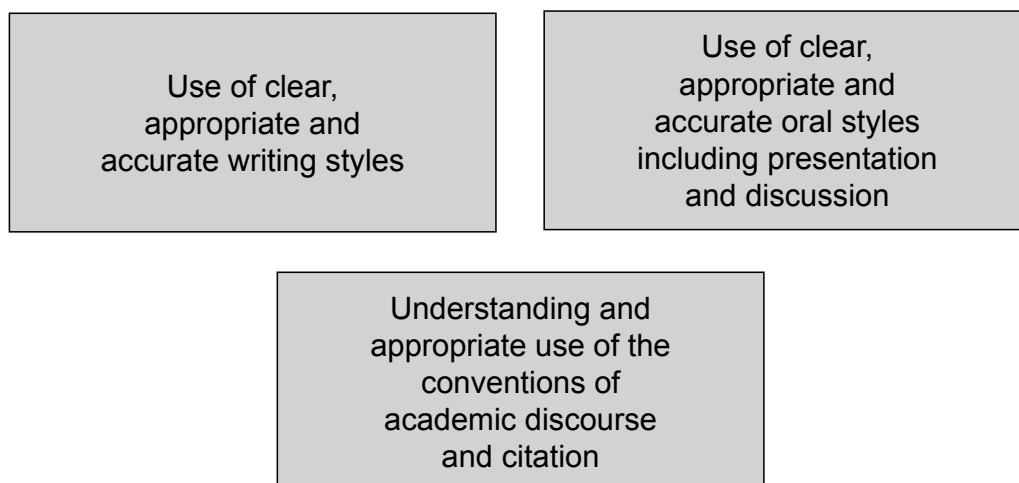 Use of clear,
appropriate and
accurate writing styles
Use of clear,
appropriate and
accurate oral styles
including presentation
and discussion
Understanding and
appropriate use of the
conventions of
academic discourse
and citation